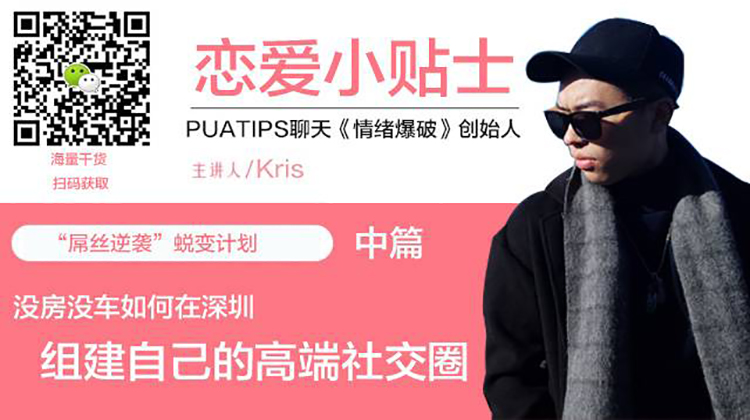 恋爱小贴士
PUATIPS聊天《情绪爆破》创始人
主讲人/Kris
海量干货
扫码获取
“屌丝逆袭”蜕变计划
中篇
没房没车如何在深圳
组建自己的高端社交圈